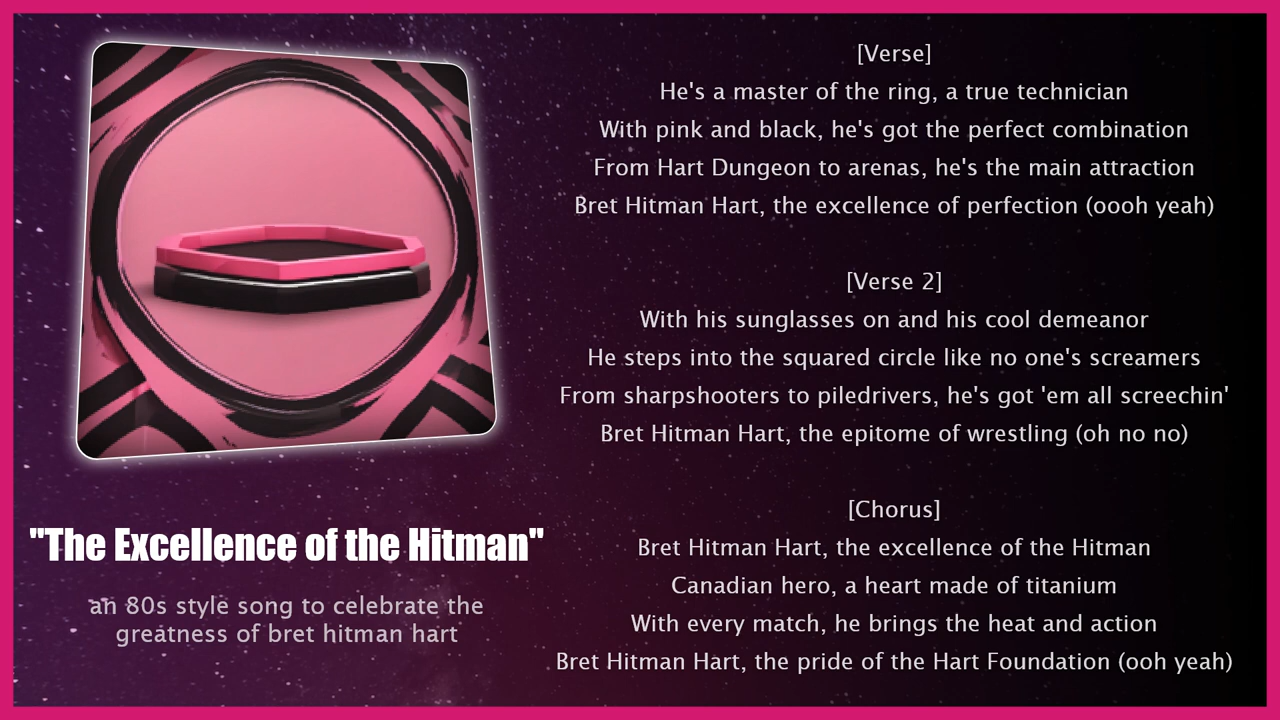 "The Excellence of the Hitman"
an 80s style song to celebrate the
greatness of bret hitman hart
[Verse]
He's a master of the ring, a true technician
With pink and black, he's got the perfect combination
From Hart Dungeon to arenas, he's the main attraction
Bret Hitman Hart, the excellence of perfection (oooh yeah)
[Verse 2]
With his sunglasses on and his cool demeanor
He steps into the squared circle like no one's screamers
From sharpshooters to piledrivers, he's got 'em all screechin'
Bret Hitman Hart, the epitome of wrestling (oh no no)
[Chorus]
Bret Hitman Hart, the excellence of the Hitman
Canadian hero, a heart made of titanium
With every match, he brings the heat and action
Bret Hitman Hart, the pride of the Hart Foundation (ooh yeah)